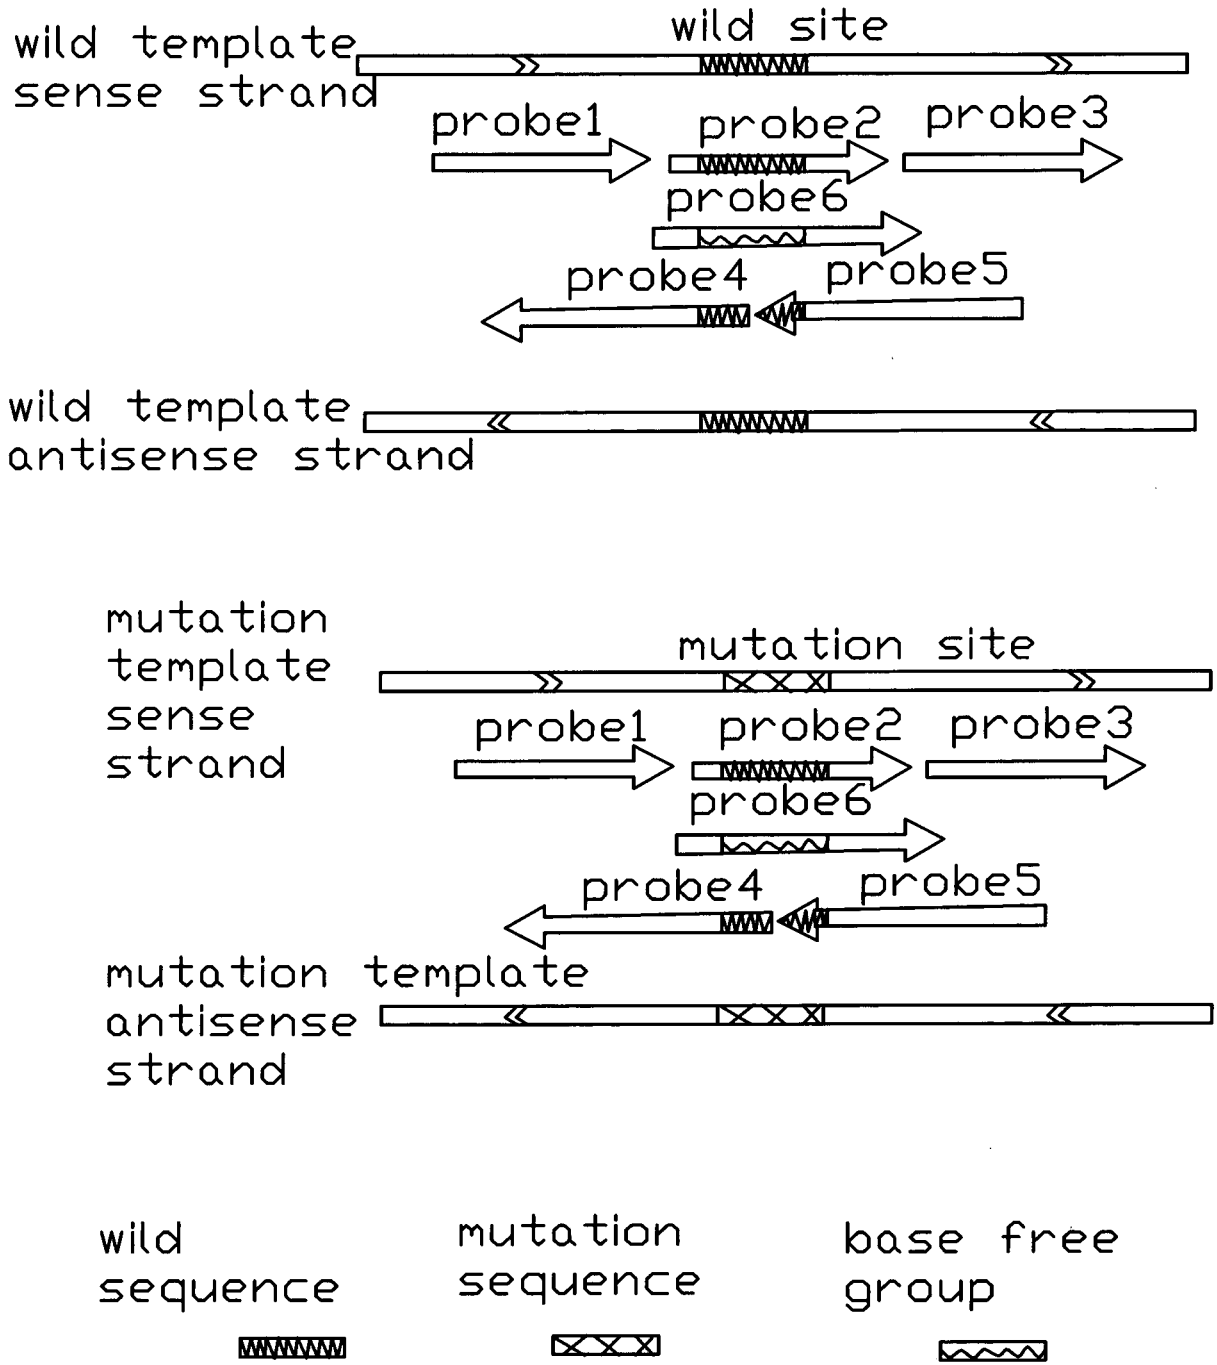 wild site
wild template
sense strand
probe1
probe2
probe3
probe6
probe4
probe5
wild template
antisense strand
mutation
template
sense
strand
mutation site
probe1
probe2
probe3
probe6
probe4
probe5
mutation template
antisense
strand
wild
sequence
mutation
sequence
base free
group